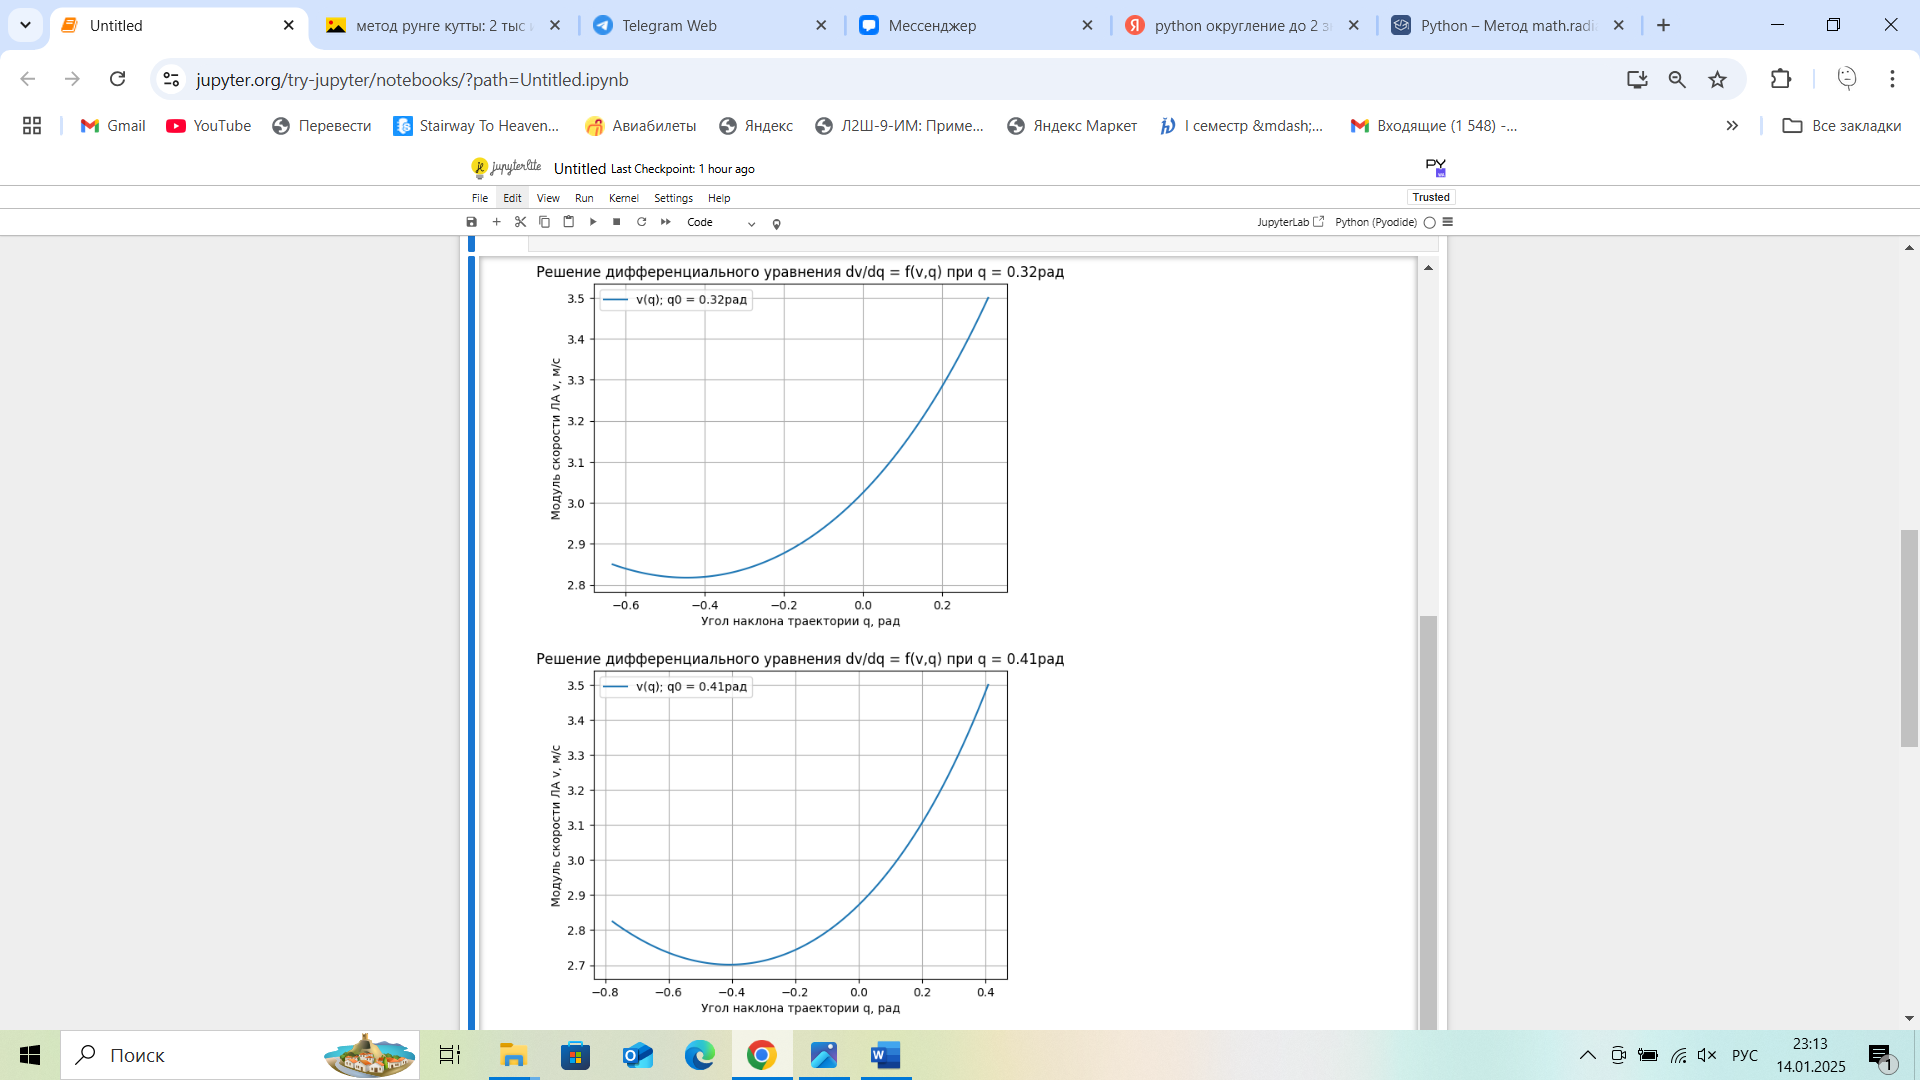 Untitled
метод рунге кутты: 2 тыс и
Telegram Web
Мессенджер
python округление до 2 зн
Python – Метод math.radia
jupyter.org/try-jupyter/notebooks/?path=Untitled.ipynb
Gmail
YouTube
Перевести
Stairway To Heaven...
Авиабилеты
Яндекс
Л2Ш-9-ИМ: Приме...
Яндекс Маркет
I семестр &mdash;...
Входящие (1 548) -...
Все закладки
jupyterlite
Untitled Last Checkpoint: 1 hour ago
PY
File Edit View Run Kernel Settings Help
Trusted
Code
JupyterLab
Python (Pyodide)
Решение дифференциального уравнения dv/dq = f(v,q) при q = 0.32рад
v(q); q0 = 0.32рад
3.5
3.4
3.3
3.2
3.1
3.0
2.9
2.8
Модуль скорости ЛА v, м/с
−0.6 −0.4 −0.2 0.0 0.2
Угол наклона траектории q, рад
Решение дифференциального уравнения dv/dq = f(v,q) при q = 0.41рад
v(q); q0 = 0.41рад
3.5
3.4
3.3
3.2
3.1
3.0
2.9
2.8
2.7
Модуль скорости ЛА v, м/с
−0.8 −0.6 −0.4 −0.2 0.0 0.2 0.4
Угол наклона траектории q, рад
Поиск
РУС
23:13
14.01.2025
1